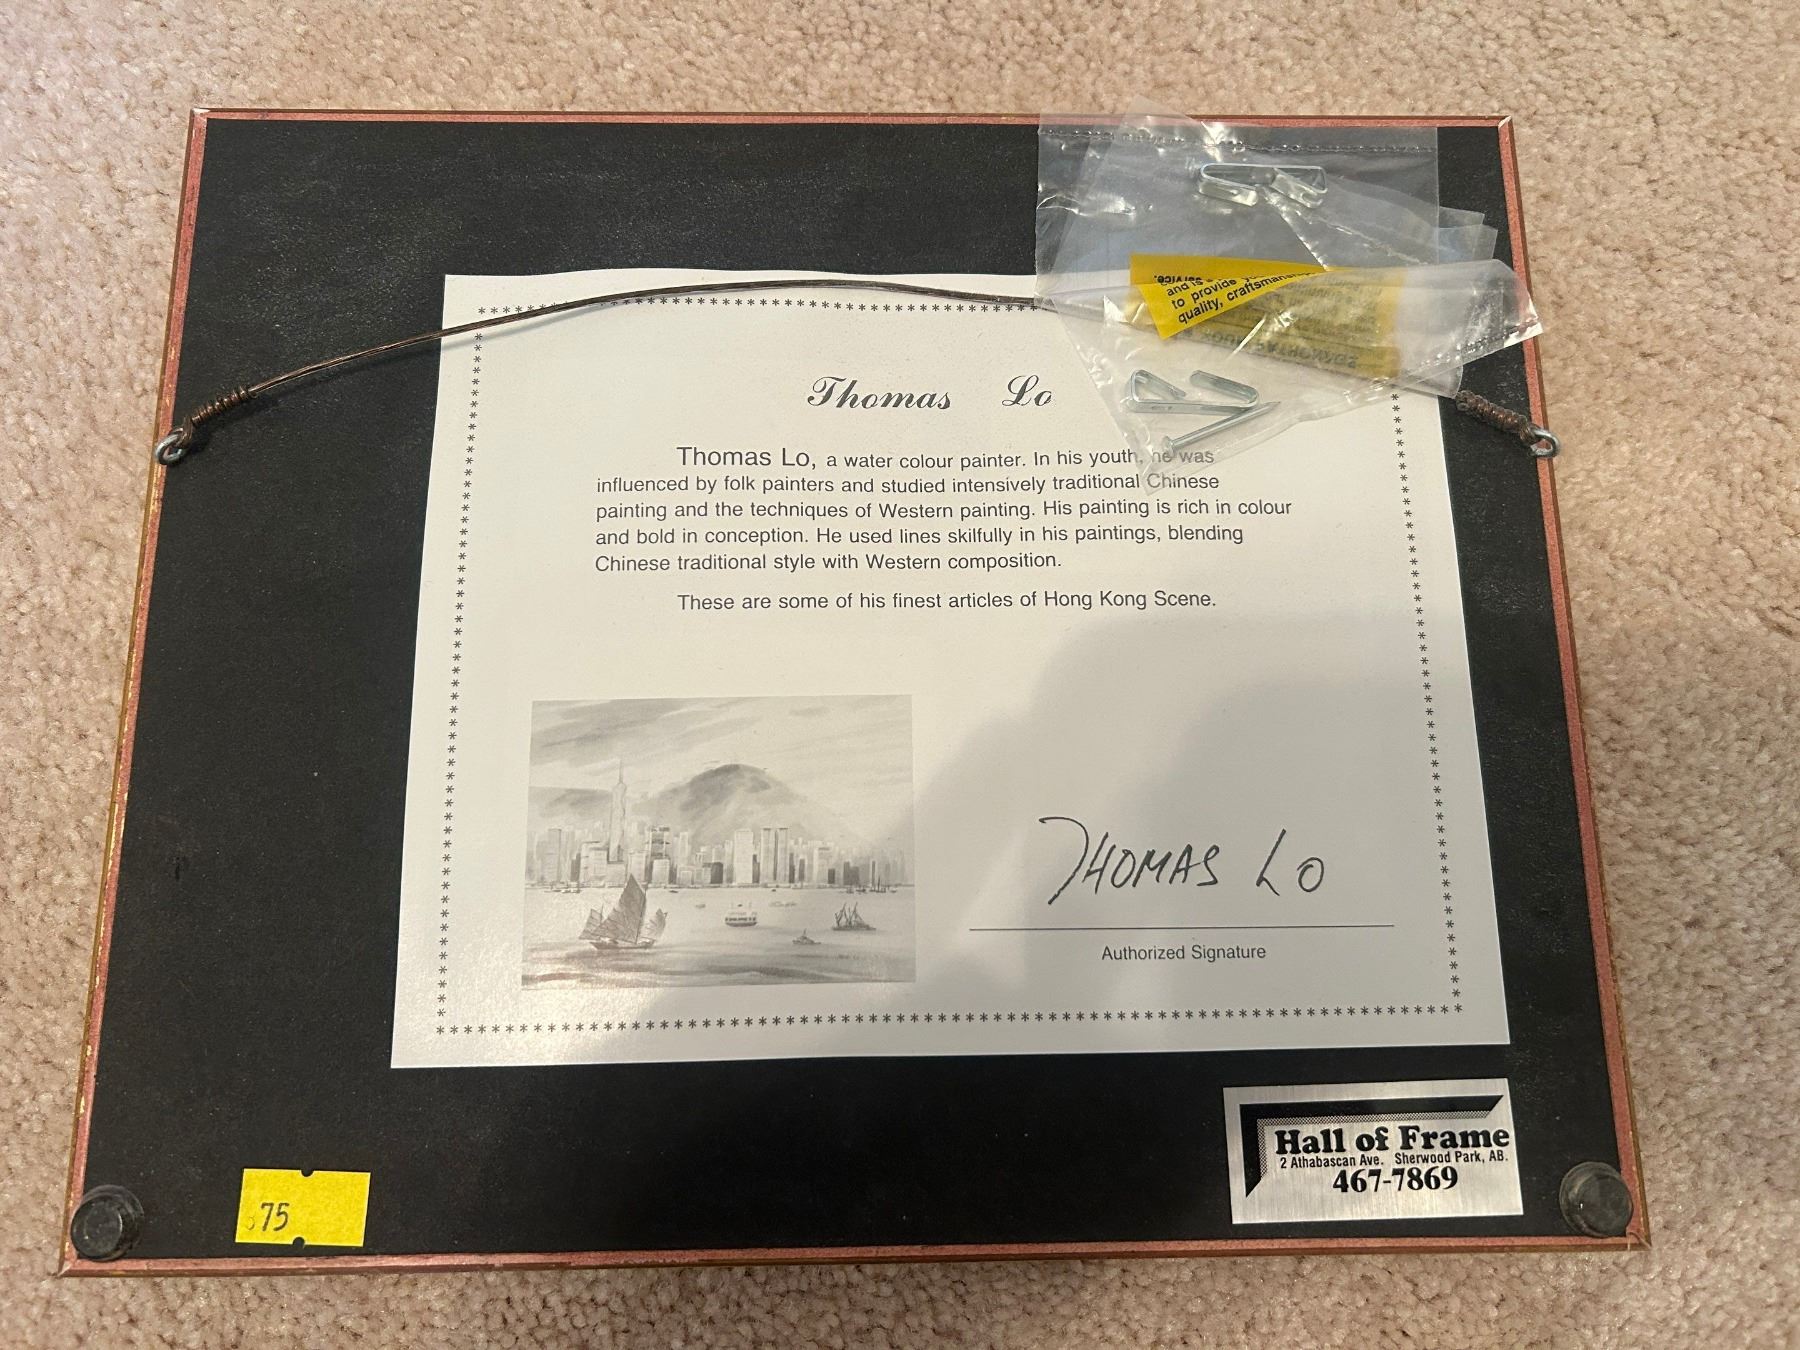 and is
to provide
quality, craftsmanship
Thomas Lo
Thomas Lo, a water colour painter. In his youth, he was
influenced by folk painters and studied intensively traditional Chinese
painting and the techniques of Western painting. His painting is rich in colour
and bold in conception. He used lines skilfully in his paintings, blending
Chinese traditional style with Western composition.
These are some of his finest articles of Hong Kong Scene.
THOMAS LO
Authorized Signature
Hall of Frame
2 Athabascan Ave. Sherwood Park, AB.
467-7869
75